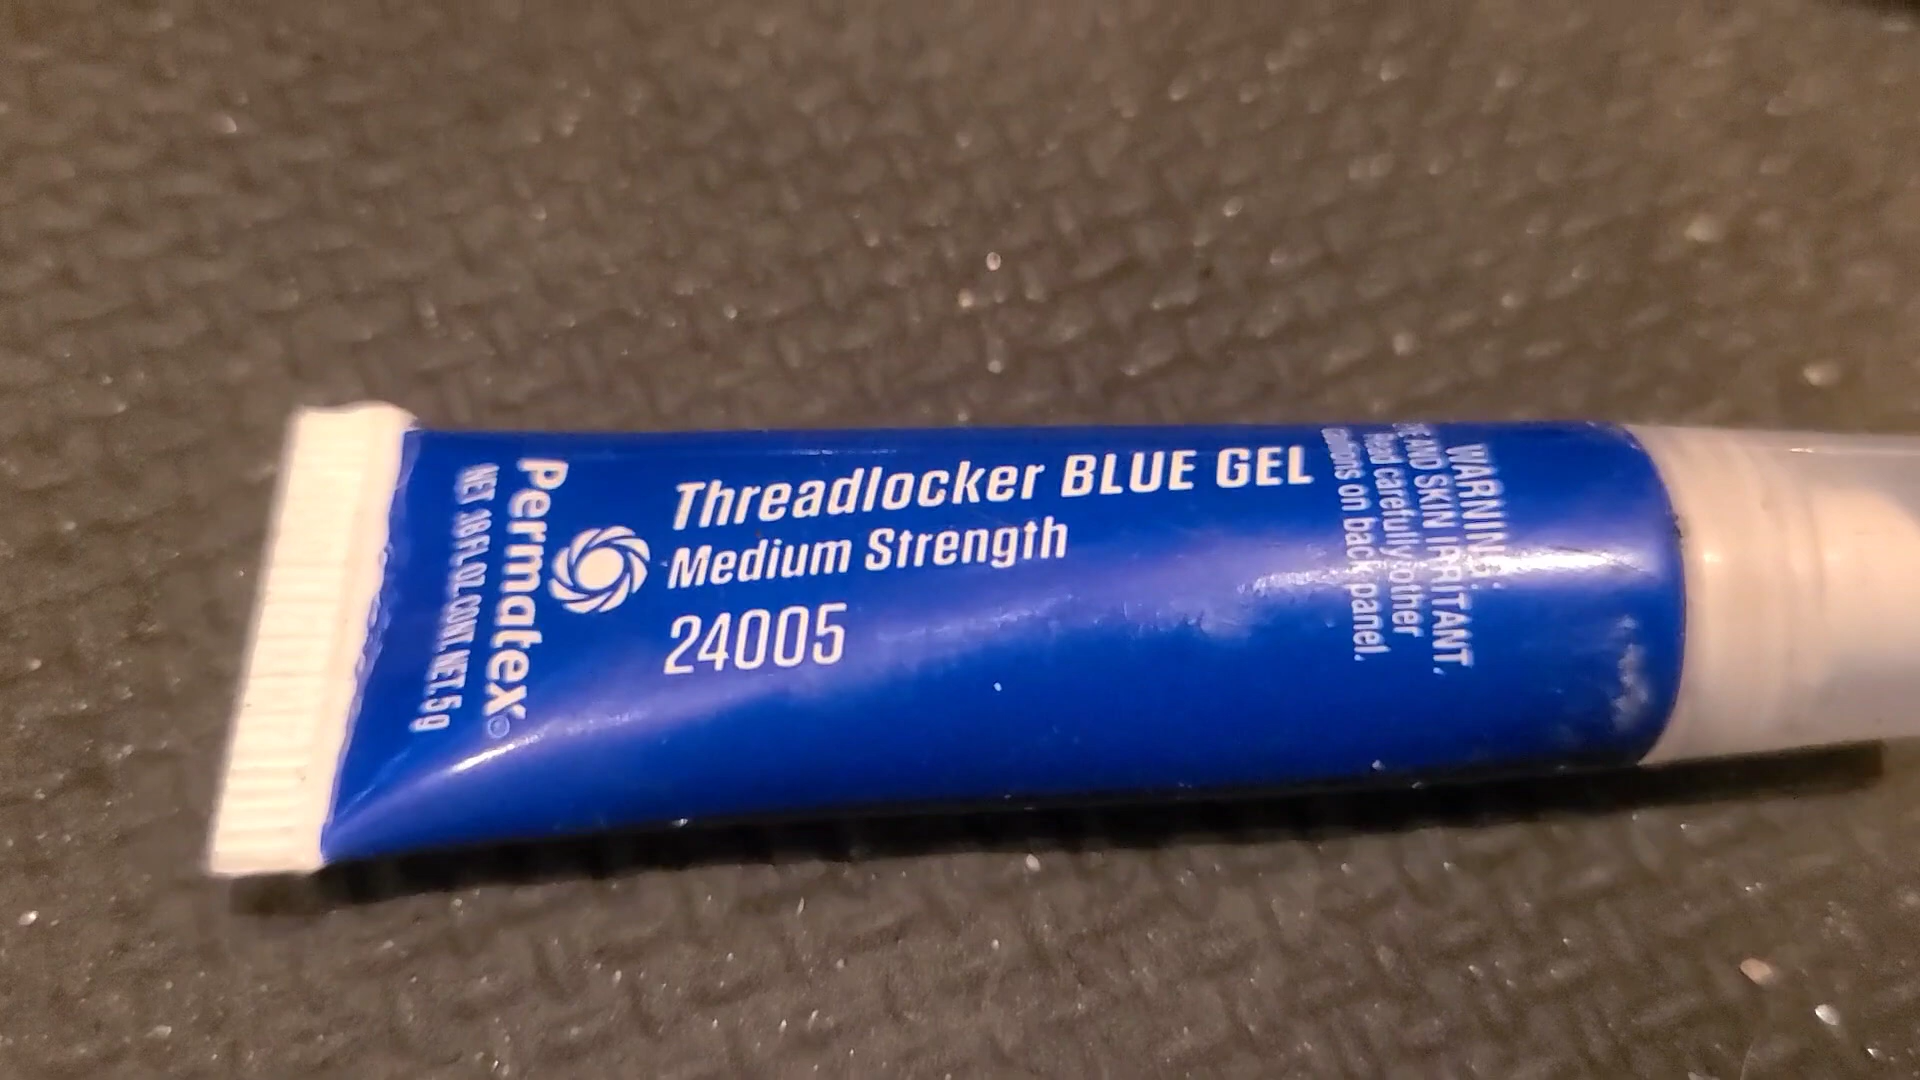 Threadlocker BLUE GEL
Medium Strength
24005
Permatex®
NET .18 FL.OZ. CONT. NET. 5g
WARNING:
AND SKIN IRRITANT.
carefully other
on back panel.